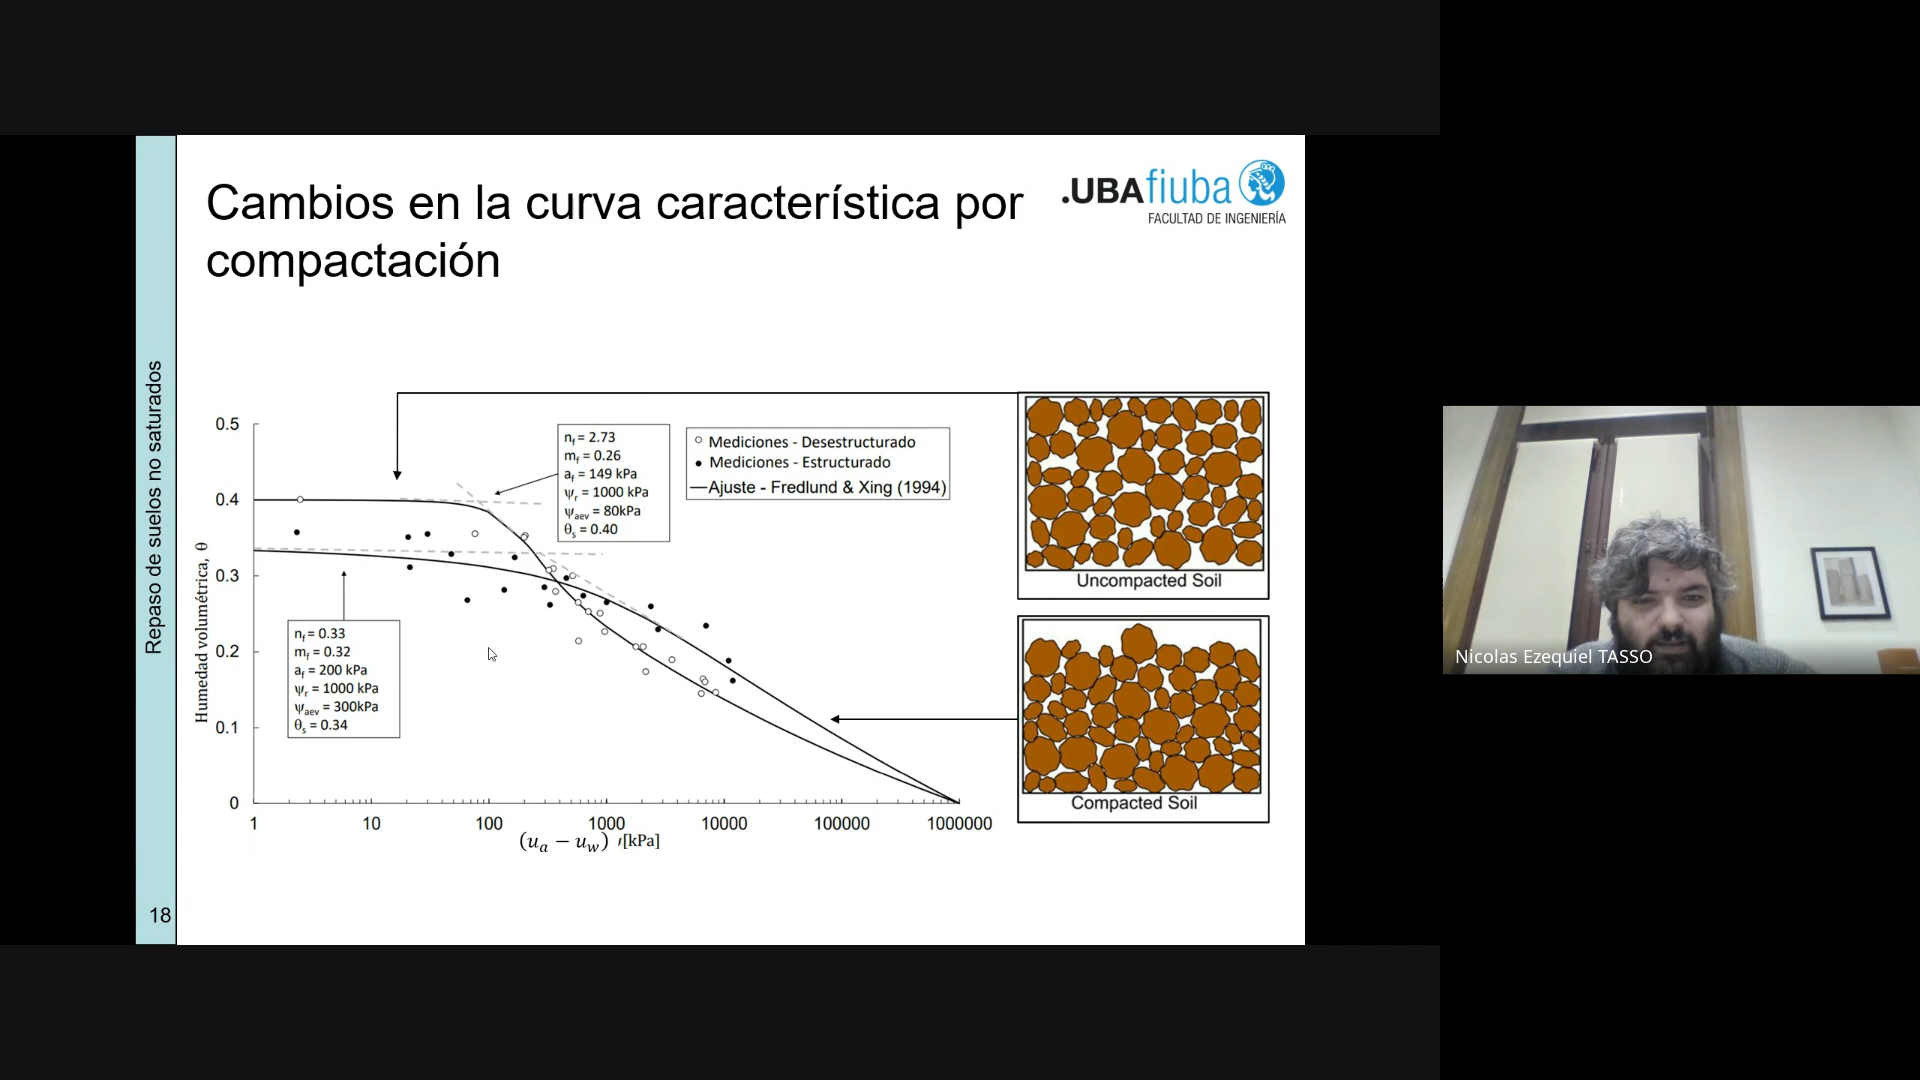 Cambios en la curva característica por
compactación
.UBAfiuba
FACULTAD DE INGENIERÍA
Repaso de suelos no saturados
18
Humedad volumétrica, θ
0.5
0.4
0.3
0.2
0.1
0
1
10
100
1000
10000
100000
1000000
(uₐ − u_w) [kPa]
n_f = 2.73
m_f = 0.26
a_f = 149 kPa
ψ_r = 1000 kPa
ψ_aev = 80kPa
θ_s = 0.40
Mediciones - Desestructurado
Mediciones - Estructurado
Ajuste - Fredlund & Xing (1994)
n_f = 0.33
m_f = 0.32
a_f = 200 kPa
ψ_r = 1000 kPa
ψ_aev = 300kPa
θ_s = 0.34
Uncompacted Soil
Compacted Soil
Nicolas Ezequiel TASSO